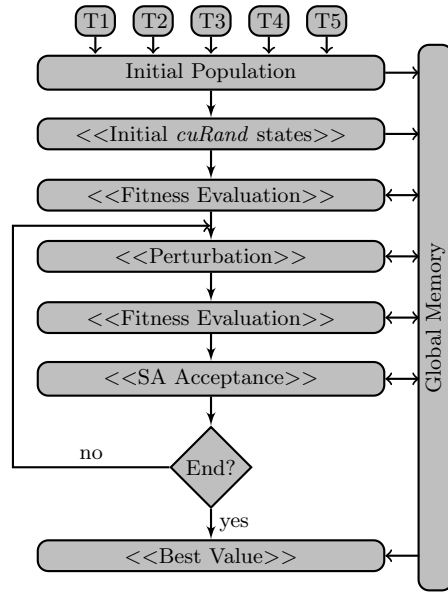 T1 T2 T3 T4 T5
Initial Population
<<Initial cuRand states>>
<<Fitness Evaluation>>
<<Perturbation>>
<<Fitness Evaluation>>
<<SA Acceptance>>
End?
no
yes
<<Best Value>>
Global Memory